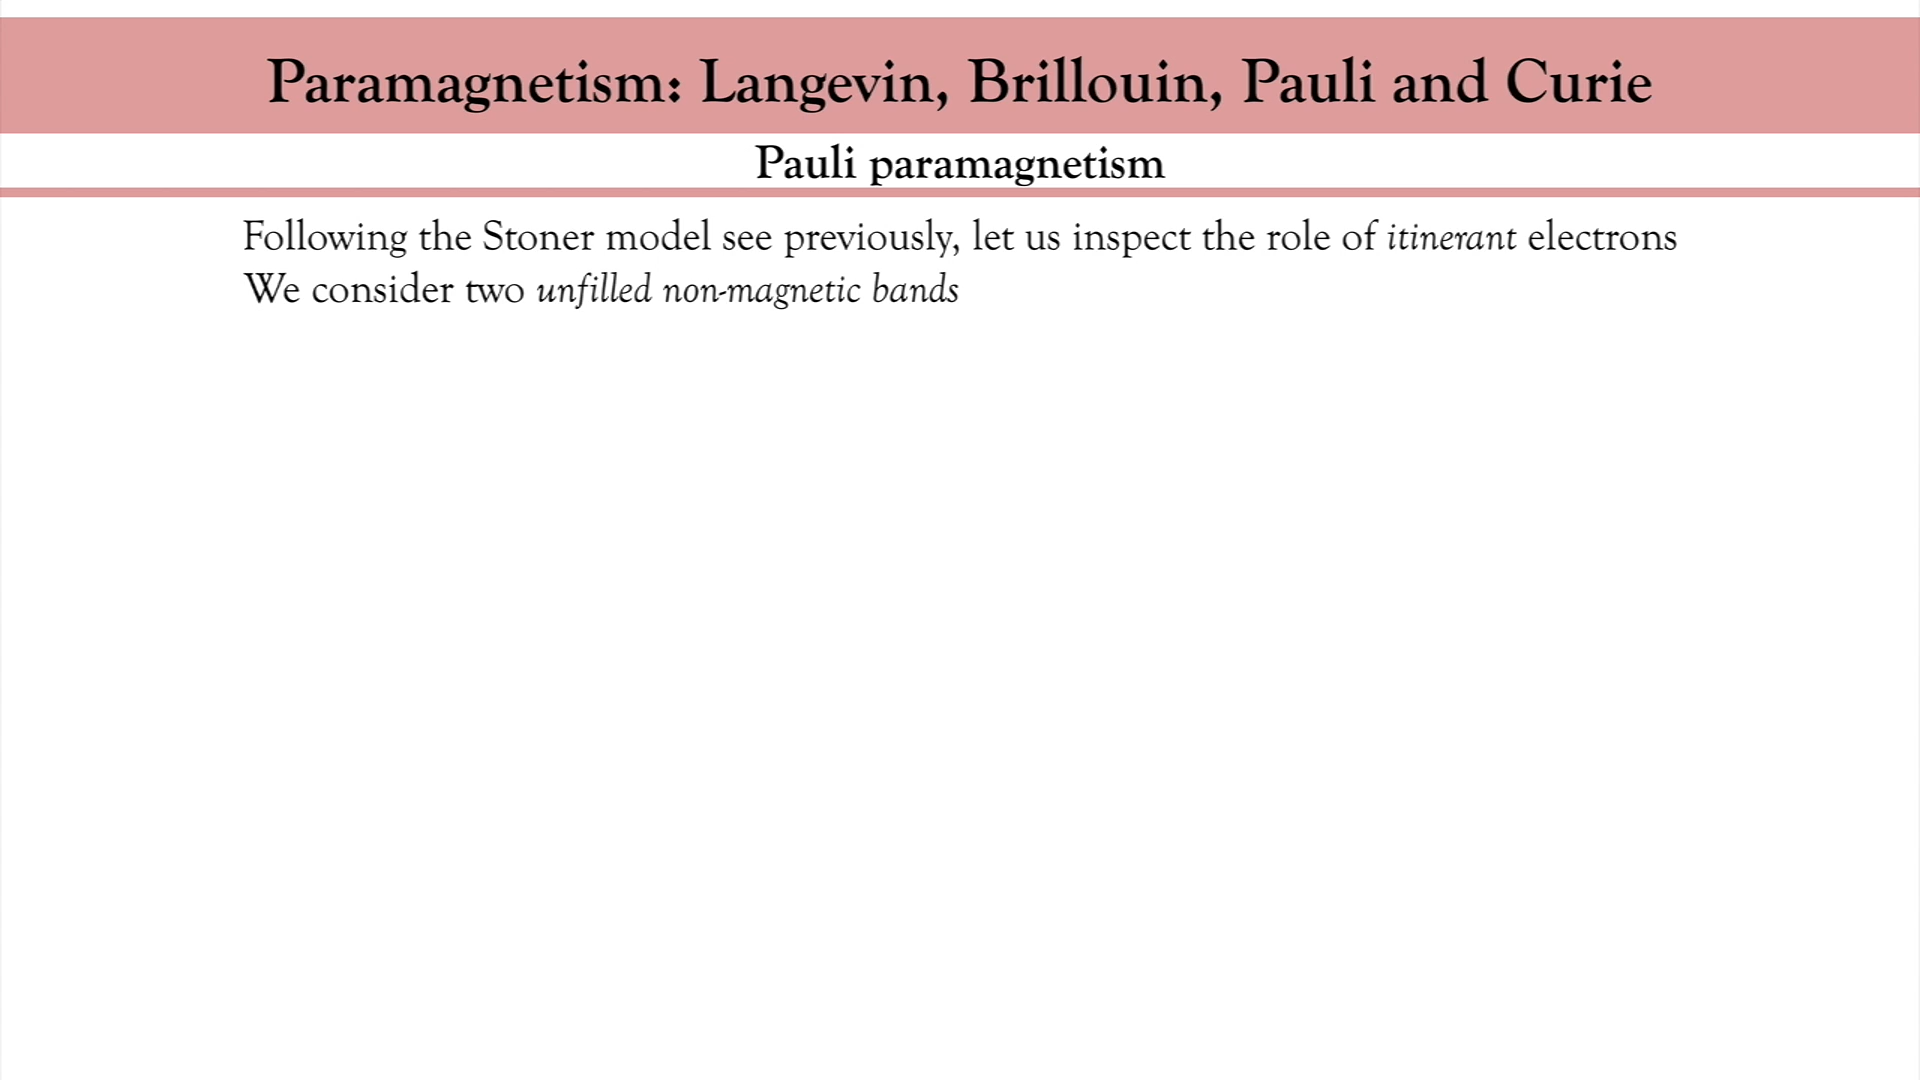 Paramagnetism: Langevin, Brillouin, Pauli and Curie
Pauli paramagnetism
Following the Stoner model see previously, let us inspect the role of itinerant electrons
We consider two unfilled non-magnetic bands